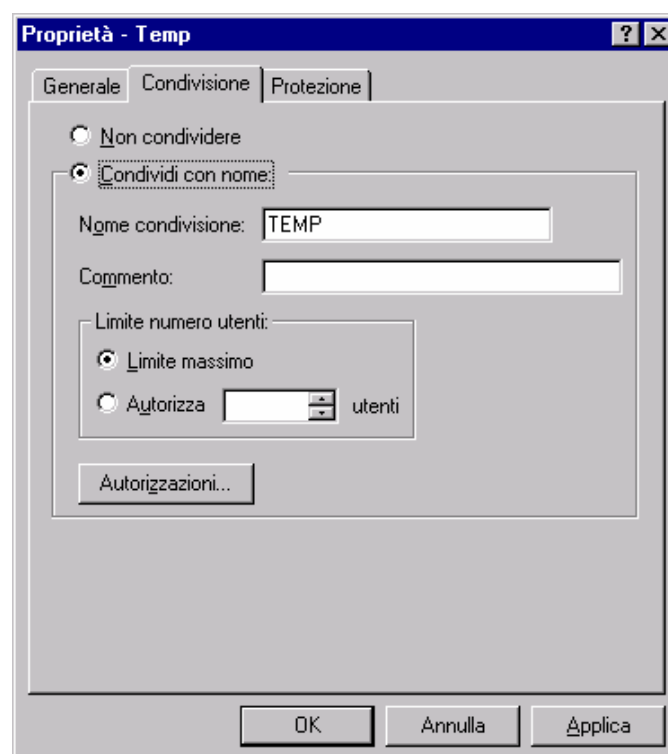 Proprietà - Temp
Generale Condivisione Protezione
Non condividere
Condividi con nome:
Nome condivisione: TEMP
Commento:
Limite numero utenti:
Limite massimo
Autorizza utenti
Autorizzazioni...
OK Annulla Applica